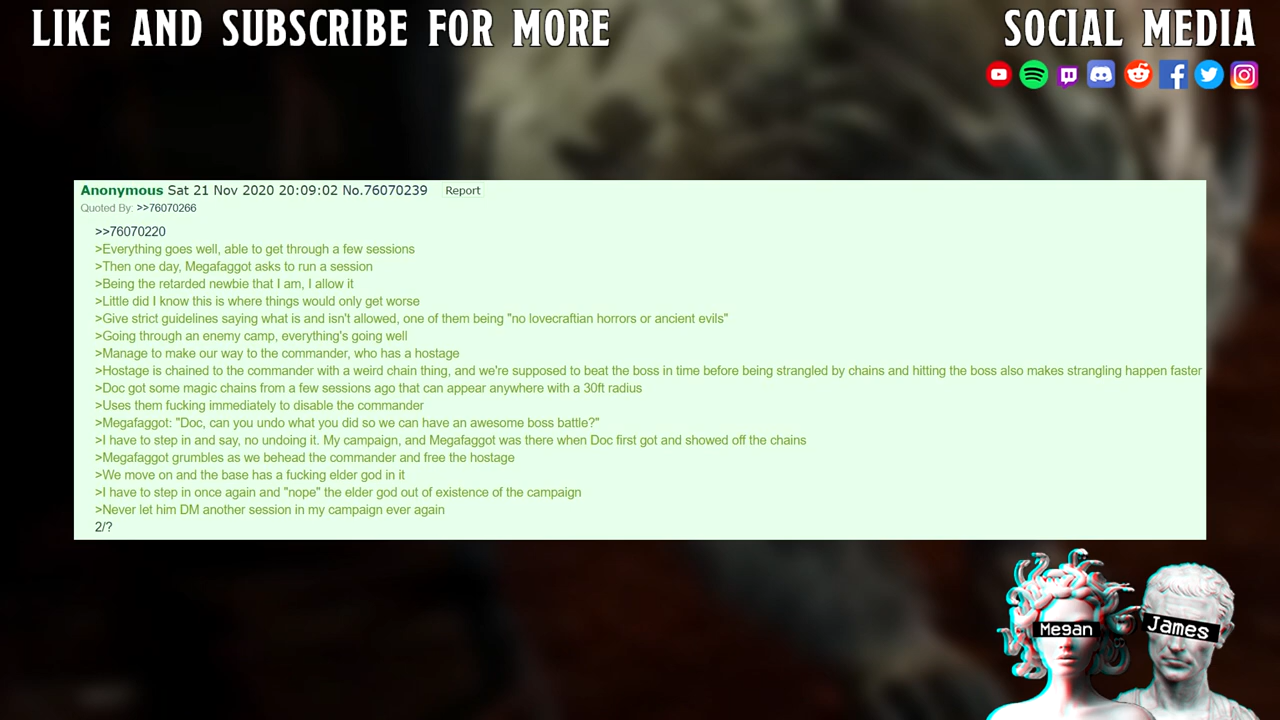 LIKE AND SUBSCRIBE FOR MORE
SOCIAL MEDIA
Anonymous Sat 21 Nov 2020 20:09:02 No.76070239 Report
Quoted By: >>76070266
>>76070220
>Everything goes well, able to get through a few sessions
>Then one day, Megafaggot asks to run a session
>Being the retarded newbie that I am, I allow it
>Little did I know this is where things would only get worse
>Give strict guidelines saying what is and isn't allowed, one of them being "no lovecraftian horrors or ancient evils"
>Going through an enemy camp, everything's going well
>Manage to make our way to the commander, who has a hostage
>Hostage is chained to the commander with a weird chain thing, and we're supposed to beat the boss in time before being strangled by chains and hitting the boss also makes strangling happen faster
>Doc got some magic chains from a few sessions ago that can appear anywhere with a 30ft radius
>Uses them fucking immediately to disable the commander
>Megafaggot: "Doc, can you undo what you did so we can have an awesome boss battle?"
>I have to step in and say, no undoing it. My campaign, and Megafaggot was there when Doc first got and showed off the chains
>Megafaggot grumbles as we behead the commander and free the hostage
>We move on and the base has a fucking elder god in it
>I have to step in once again and "nope" the elder god out of existence of the campaign
>Never let him DM another session in my campaign ever again
2/?
Megan
James